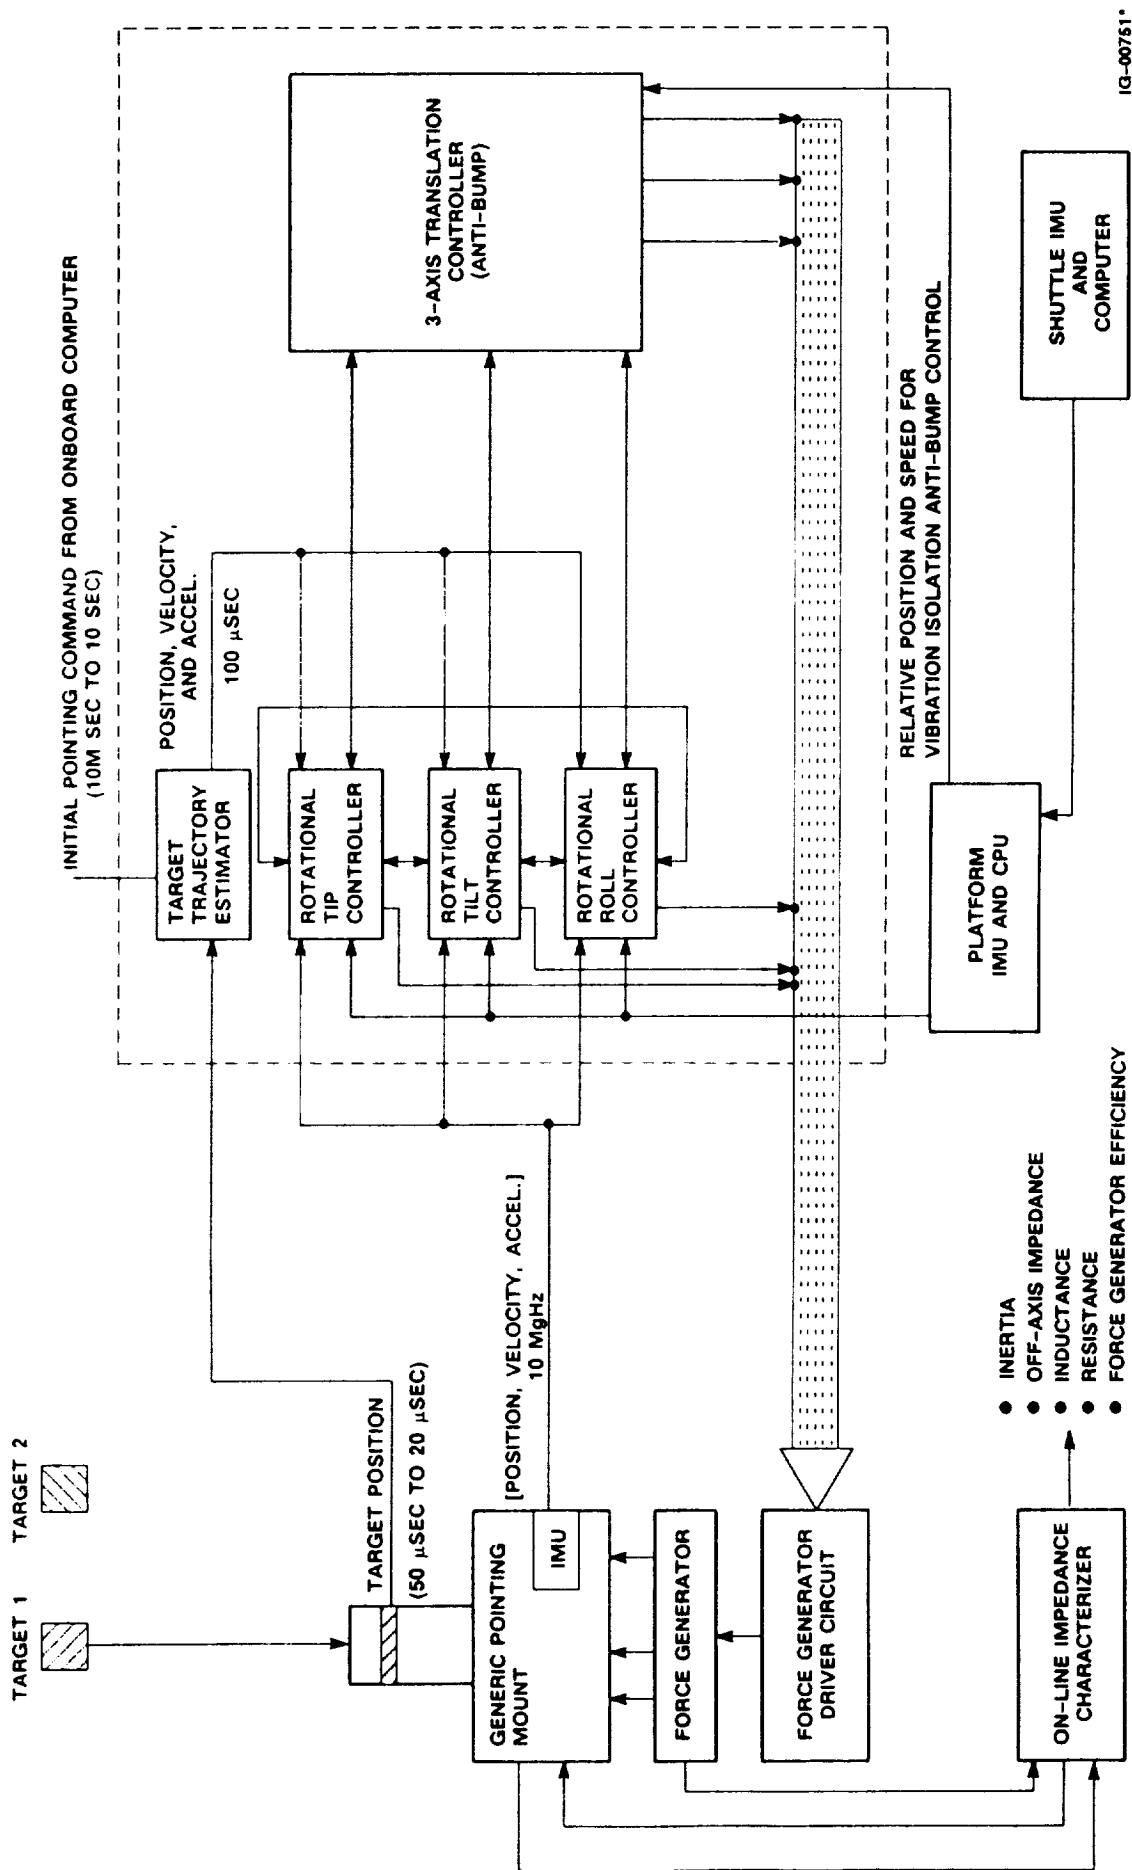 TARGET 1
TARGET 2
INITIAL POINTING COMMAND FROM ONBOARD COMPUTER
(10M SEC TO 10 SEC)
TARGET POSITION
(50 μSEC TO 20 μSEC)
TARGET
TRAJECTORY
ESTIMATOR
POSITION, VELOCITY,
AND ACCEL.
100 μSEC
GENERIC POINTING
MOUNT
IMU
[POSITION, VELOCITY, ACCEL.]
10 MgHz
ROTATIONAL
TIP
CONTROLLER
ROTATIONAL
TILT
CONTROLLER
ROTATIONAL
ROLL
CONTROLLER
3-AXIS TRANSLATION
CONTROLLER
(ANTI-BUMP)
FORCE GENERATOR
FORCE GENERATOR
DRIVER CIRCUIT
RELATIVE POSITION AND SPEED FOR
VIBRATION ISOLATION ANTI-BUMP CONTROL
PLATFORM
IMU AND CPU
SHUTTLE IMU
AND
COMPUTER
ON-LINE IMPEDANCE
CHARACTERIZER
● INERTIA
● OFF-AXIS IMPEDANCE
● INDUCTANCE
● RESISTANCE
● FORCE GENERATOR EFFICIENCY
IG-00751*